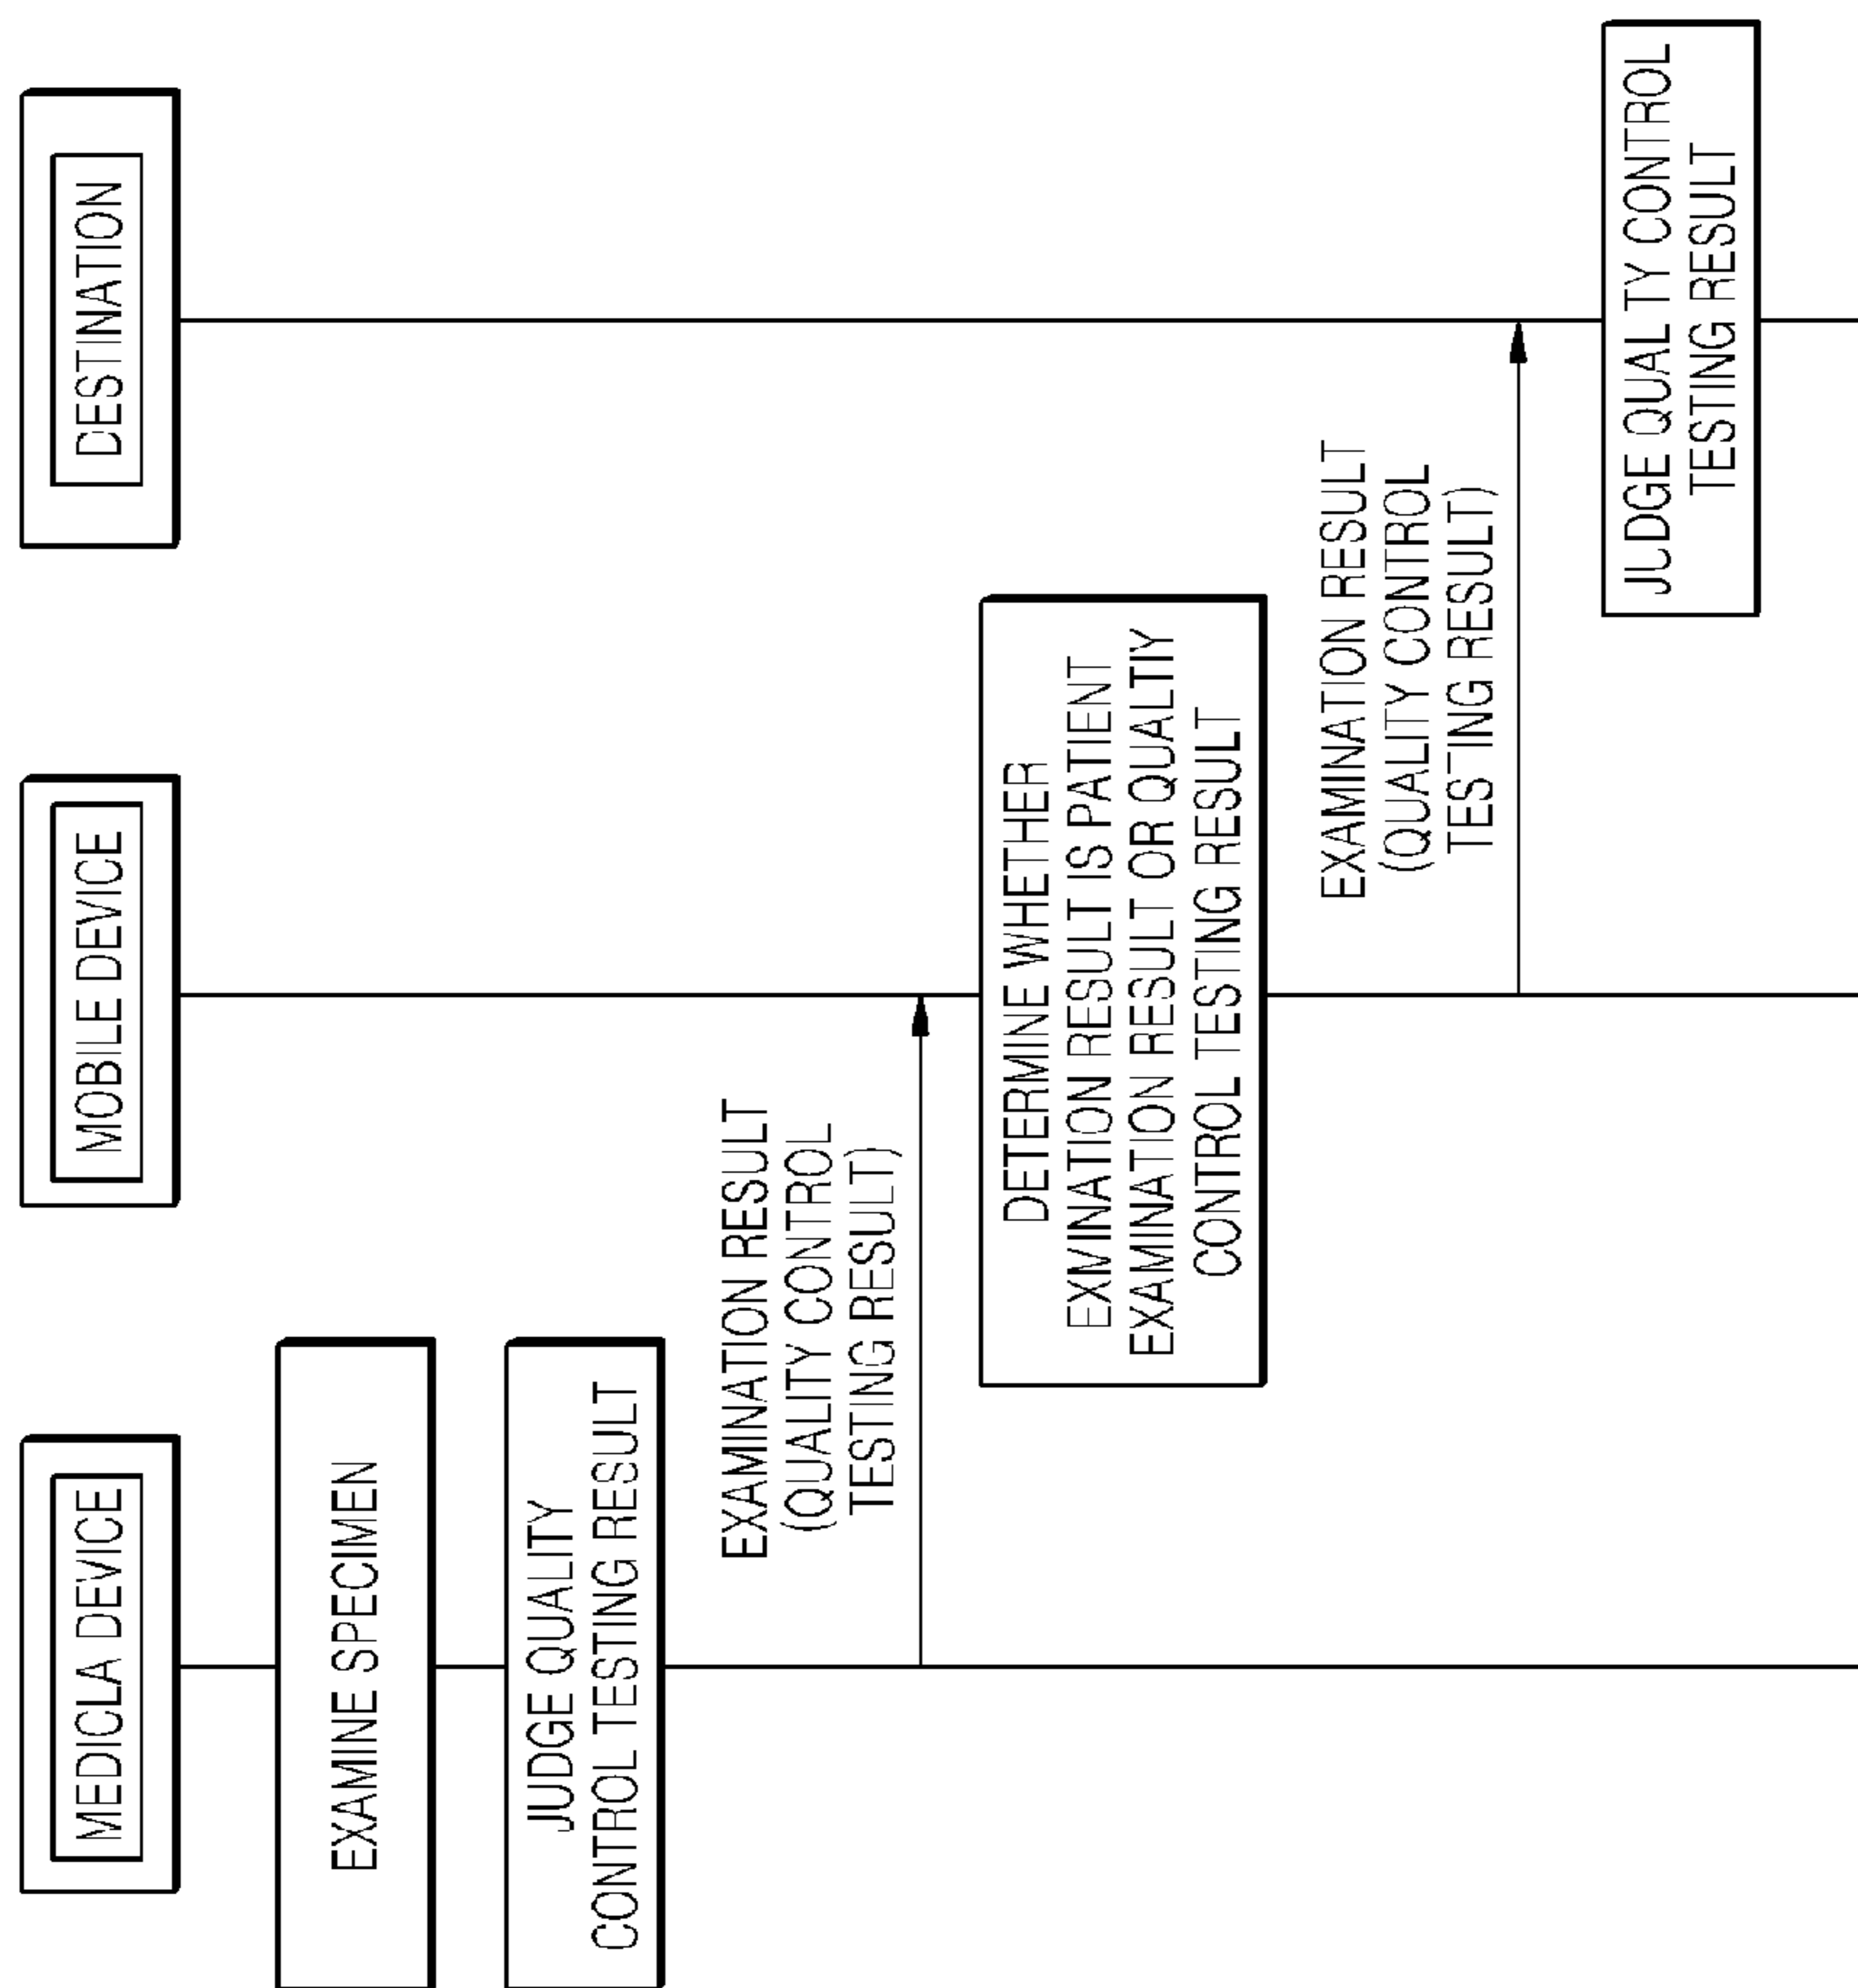 MEDICLA DEVICE
MOBILE DEVICE
DESTINATION
EXAMINE SPECIMEN
JUDGE QUALITY
CONTROL TESTING RESULT
EXAMINATION RESULT
(QUALITY CONTROL
TESTING RESULT)
DETERMINE WHETHER
EXMINATION RESULT IS PATIENT
EXAMINATION RESULT OR QUALTIY
CONTROL TESTING RESULT
EXAMINATION RESULT
(QUALITY CONTROL
TESTING RESULT)
JUDGE QUAL TY CONTROL
TESTING RESULT